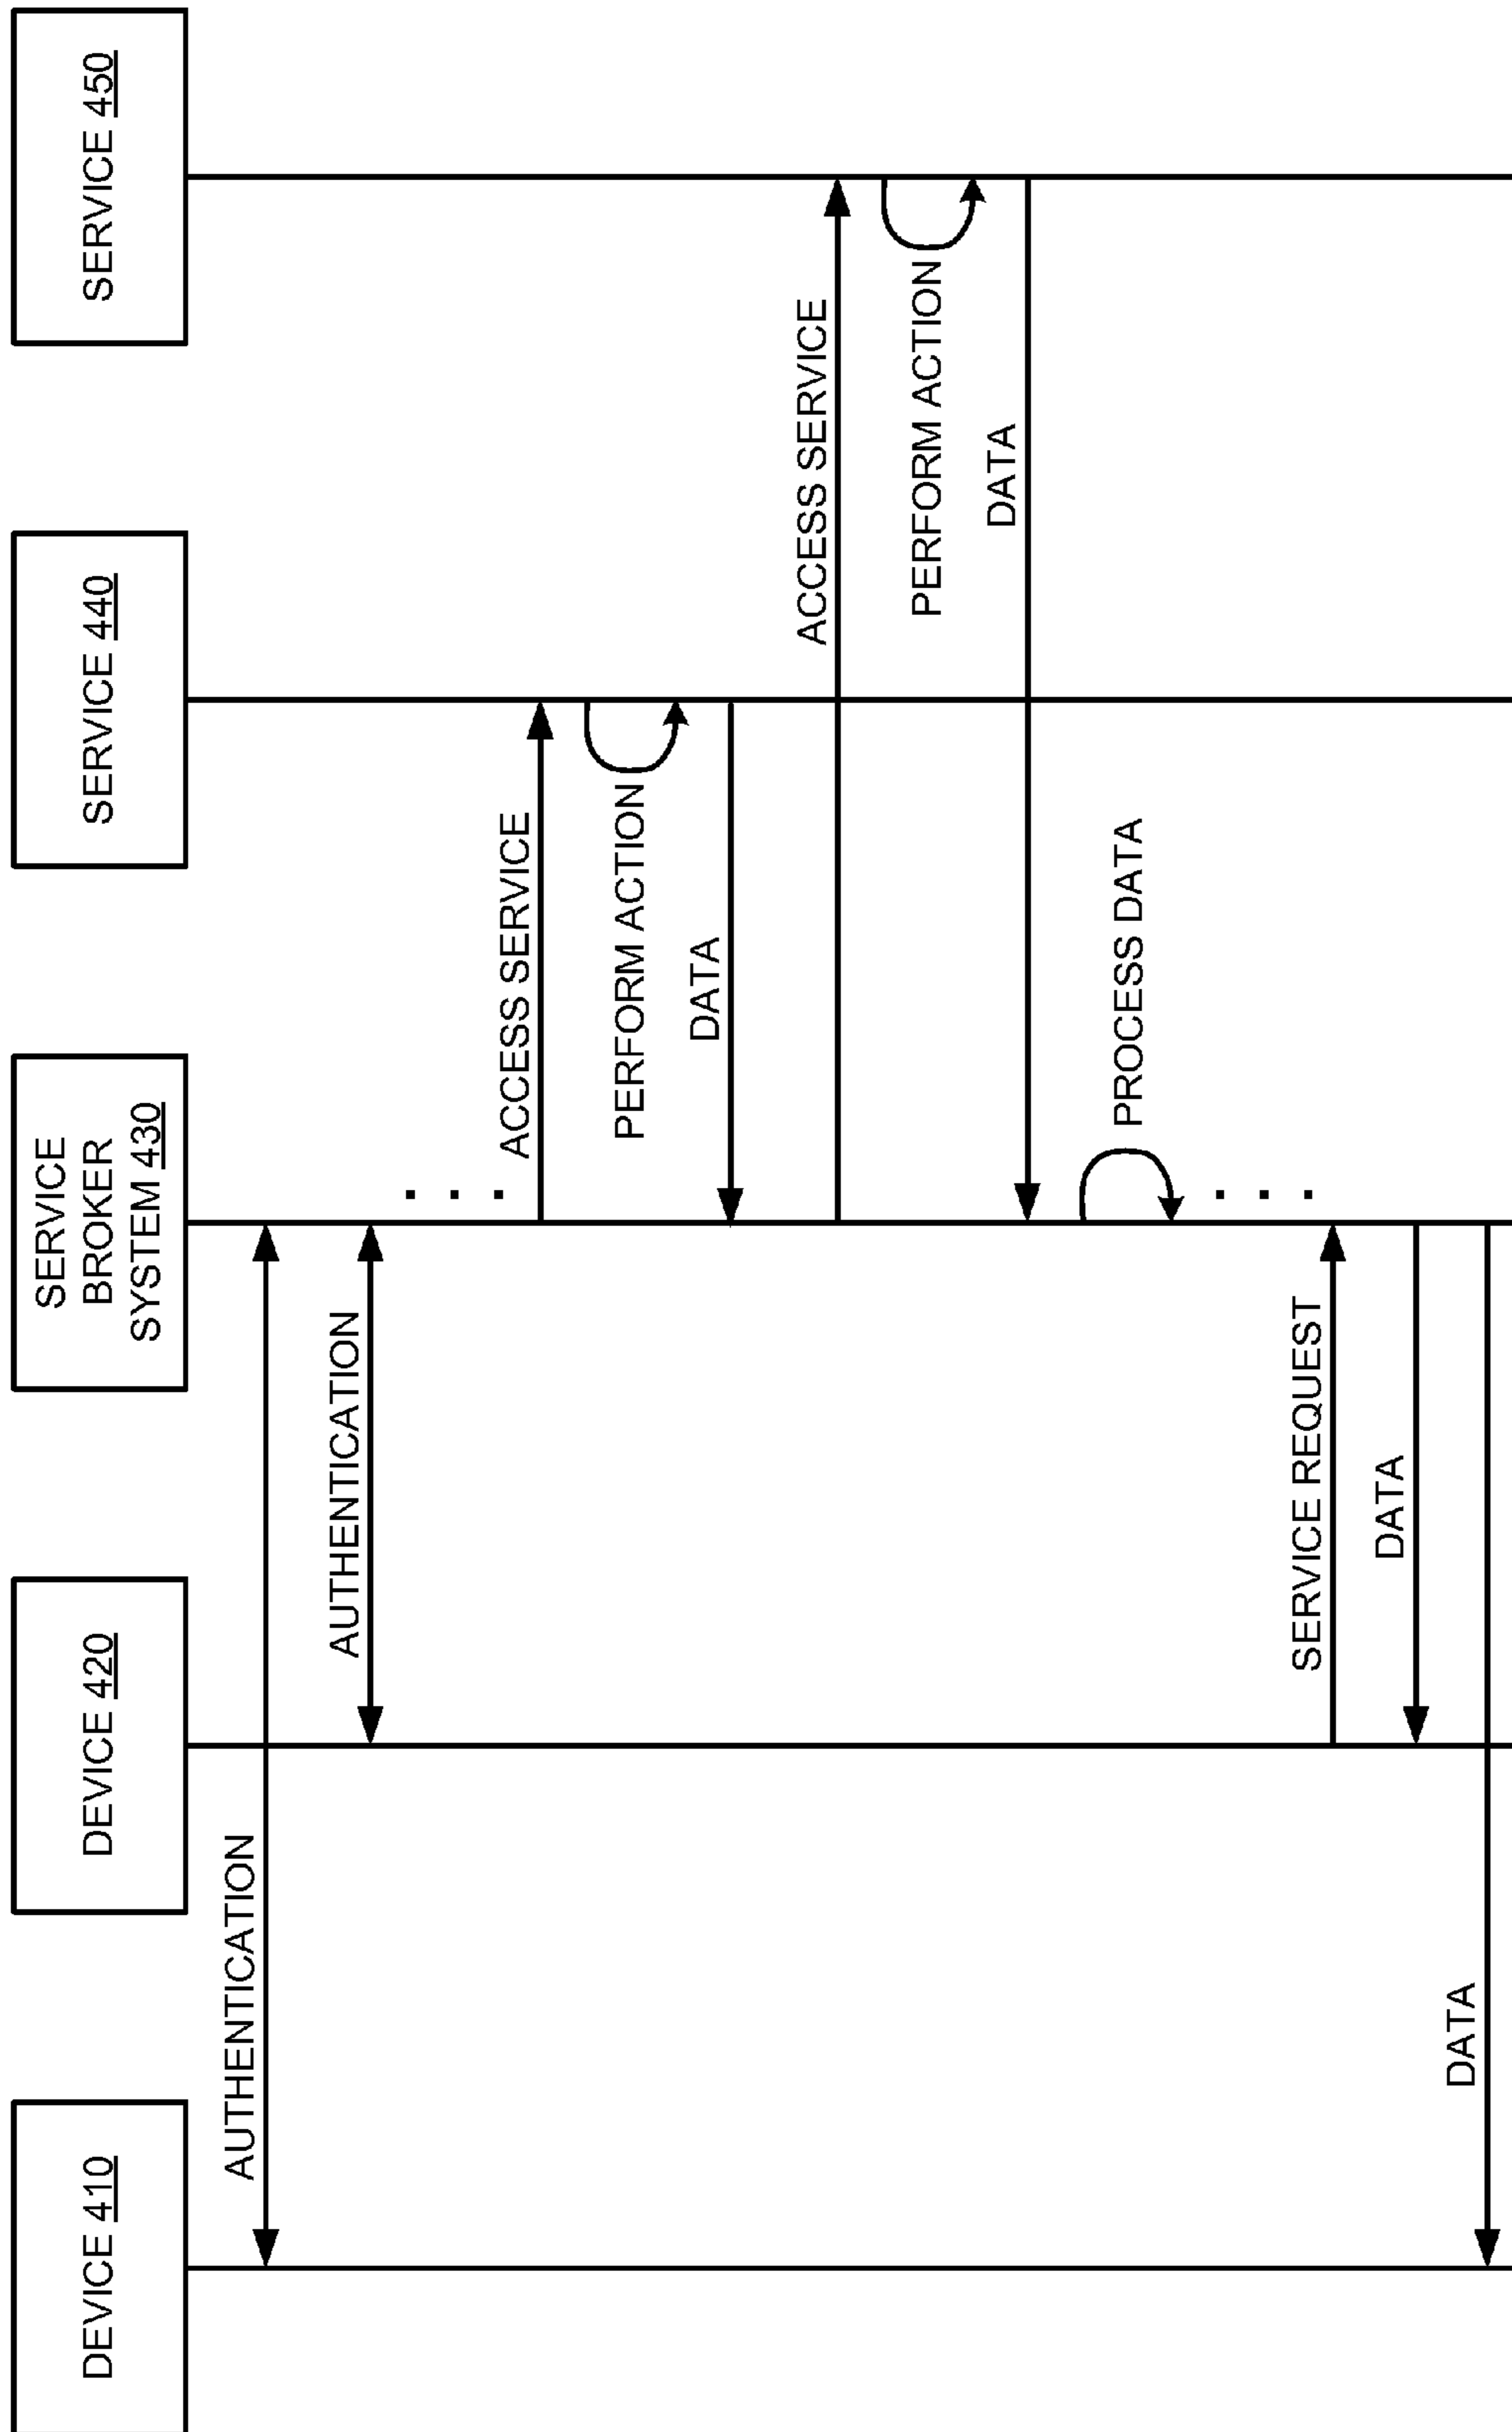 DEVICE 410
DEVICE 420
SERVICE
BROKER
SYSTEM 430
SERVICE 440
SERVICE 450
AUTHENTICATION
AUTHENTICATION
. . .
ACCESS SERVICE
PERFORM ACTION
DATA
ACCESS SERVICE
PERFORM ACTION
DATA
PROCESS DATA
. . .
SERVICE REQUEST
DATA
DATA